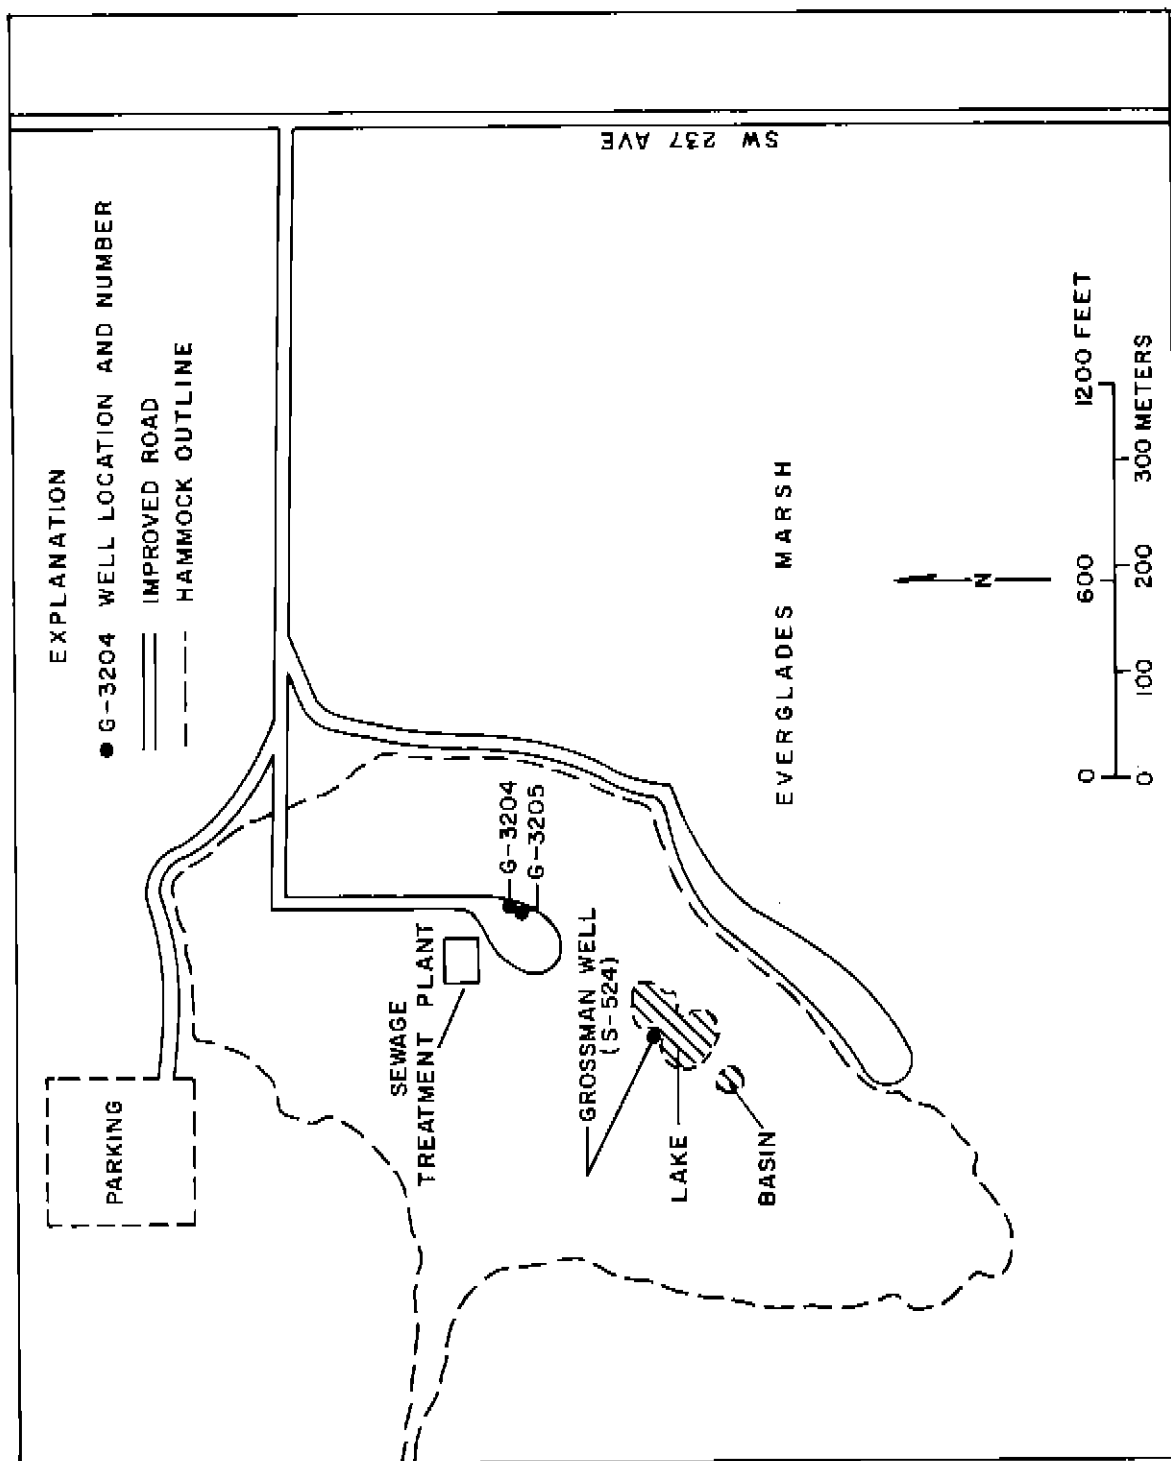 EXPLANATION
G-3204 WELL LOCATION AND NUMBER
IMPROVED ROAD
HAMMOCK OUTLINE
PARKING
SEWAGE
TREATMENT PLANT
G-3204
G-3205
GROSSMAN WELL
(S-524)
LAKE
BASIN
EVERGLADES MARSH
SW 237 AVE
N
0 600 1200 FEET
0 100 200 300 METERS